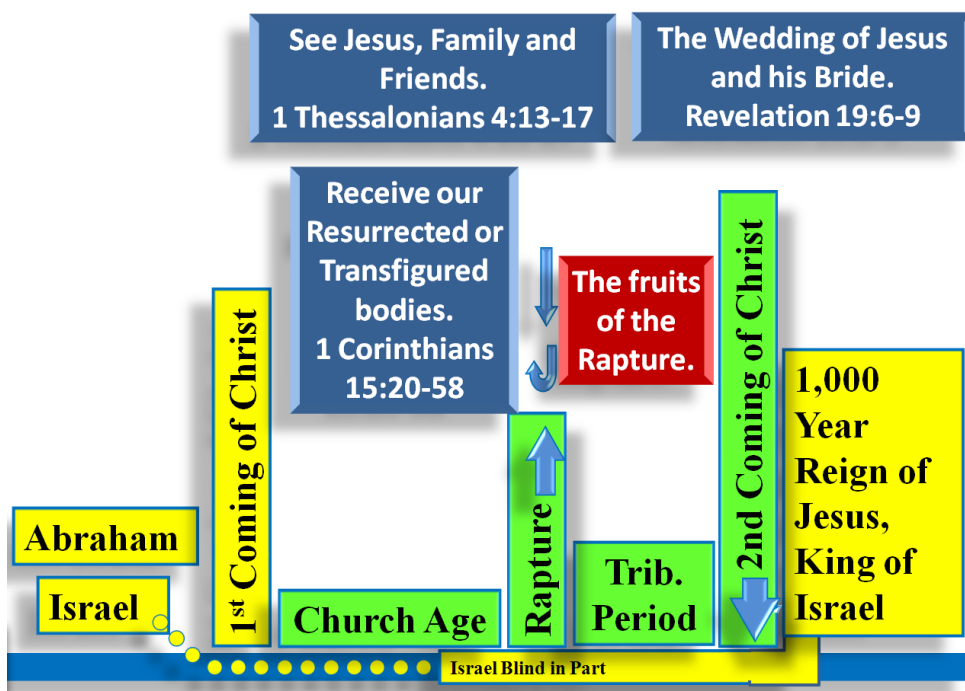 See Jesus, Family and
Friends.
1 Thessalonians 4:13-17
The Wedding of Jesus
and his Bride.
Revelation 19:6-9
Receive our
Resurrected or
Transfigured
bodies.
1 Corinthians
15:20-58
The fruits
of the
Rapture.
Abraham
Israel
1st Coming of Christ
Church Age
Rapture
Trib.
Period
2nd Coming of Christ
1,000
Year
Reign of
Jesus,
King of
Israel
Israel Blind in Part